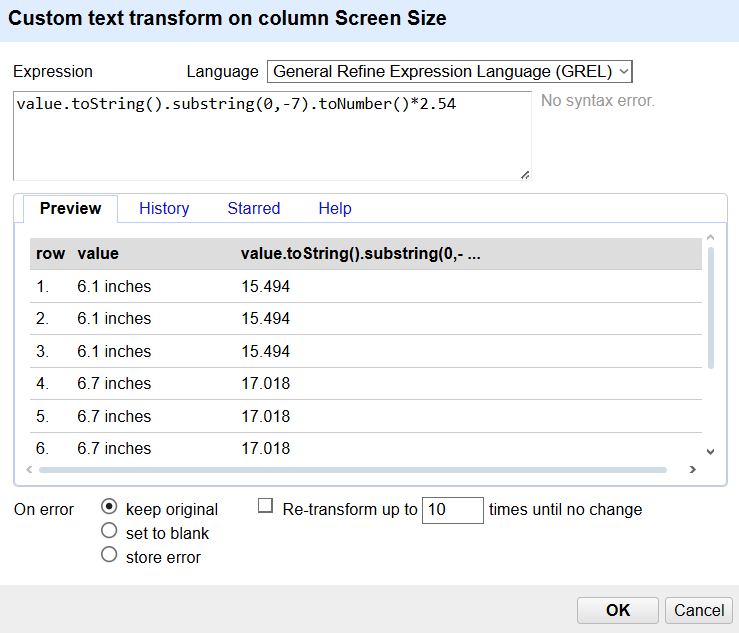 Custom text transform on column Screen Size
Expression Language General Refine Expression Language (GREL)
value.toString().substring(0,-7).toNumber()*2.54
No syntax error.
Preview History Starred Help
row value value.toString().substring(0,- ...
1. 6.1 inches 15.494
2. 6.1 inches 15.494
3. 6.1 inches 15.494
4. 6.7 inches 17.018
5. 6.7 inches 17.018
6. 6.7 inches 17.018
On error keep original Re-transform up to 10 times until no change
set to blank
store error
OK Cancel